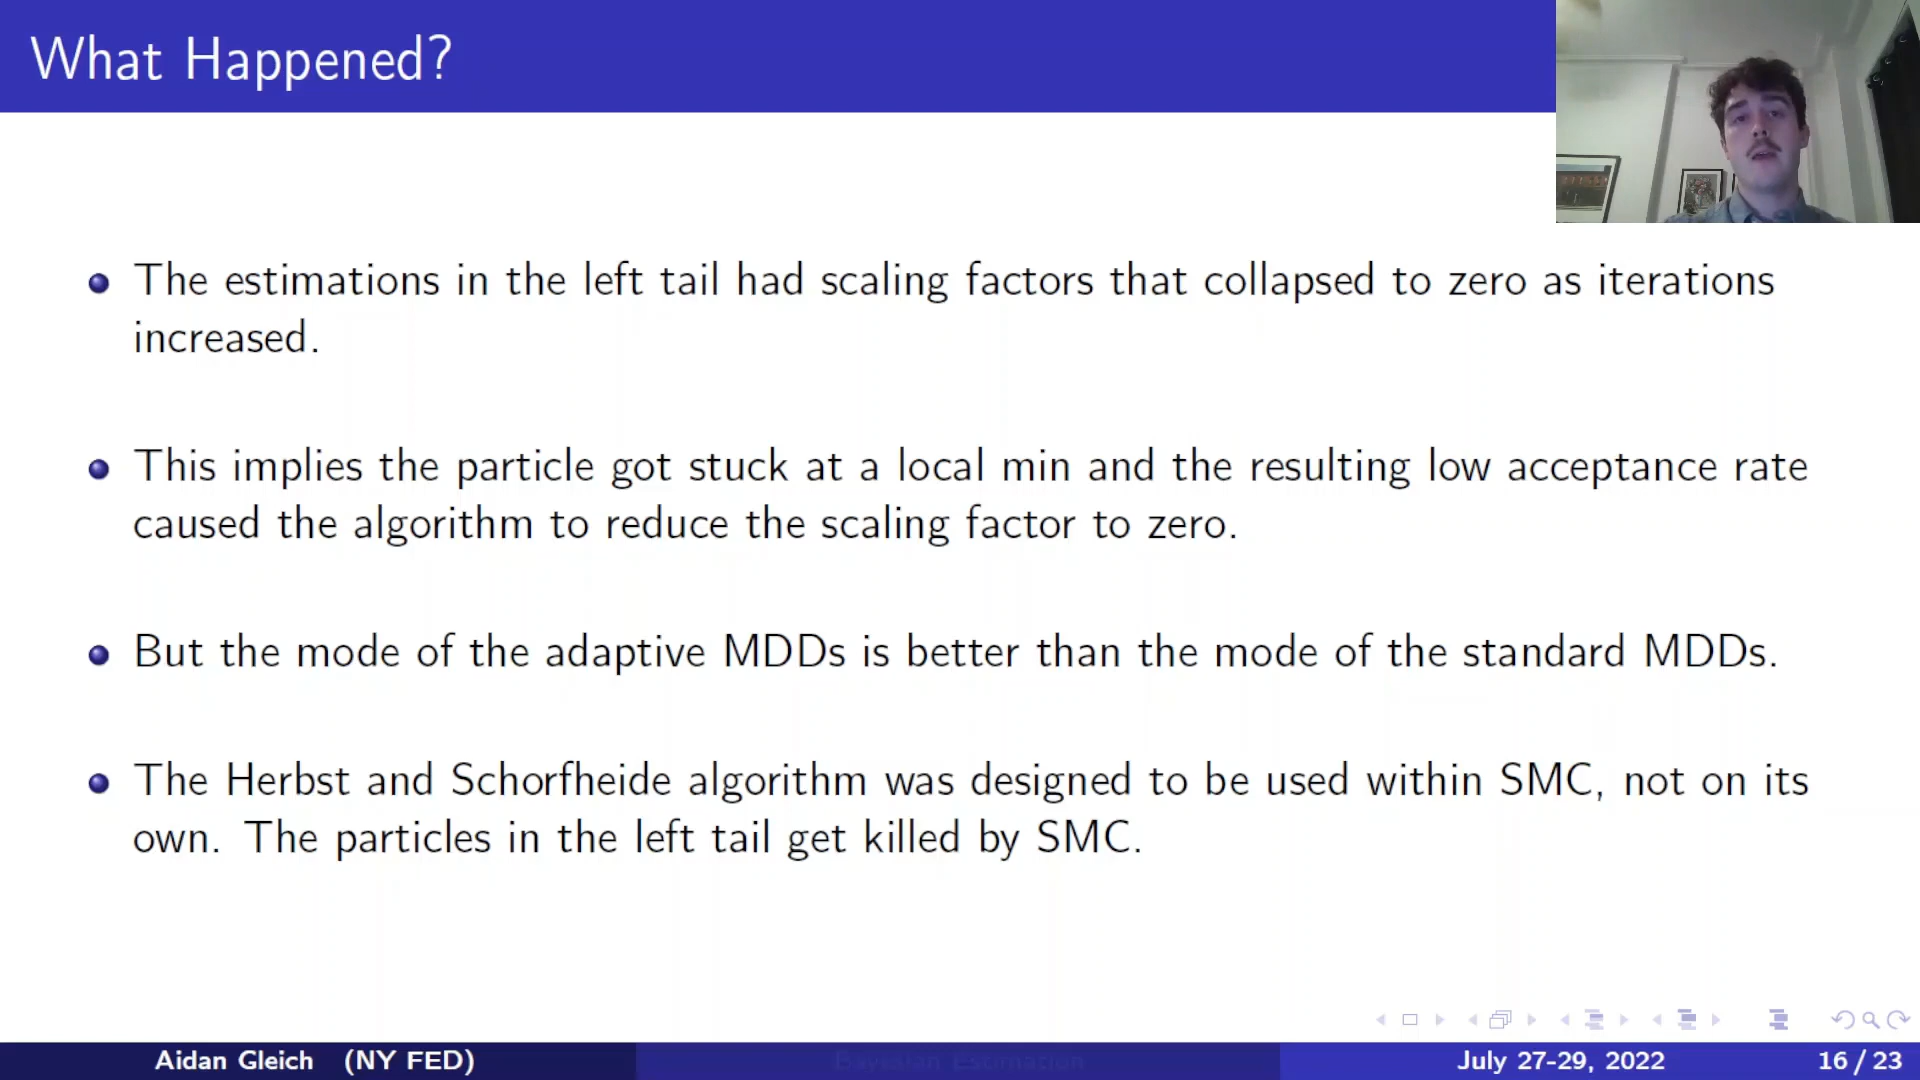 What Happened?
The estimations in the left tail had scaling factors that collapsed to zero as iterations
increased.
This implies the particle got stuck at a local min and the resulting low acceptance rate
caused the algorithm to reduce the scaling factor to zero.
But the mode of the adaptive MDDs is better than the mode of the standard MDDs.
The Herbst and Schorfheide algorithm was designed to be used within SMC, not on its
own. The particles in the left tail get killed by SMC.
Aidan Gleich (NY FED)
Bayesian Estimation
July 27-29, 2022
16 / 23